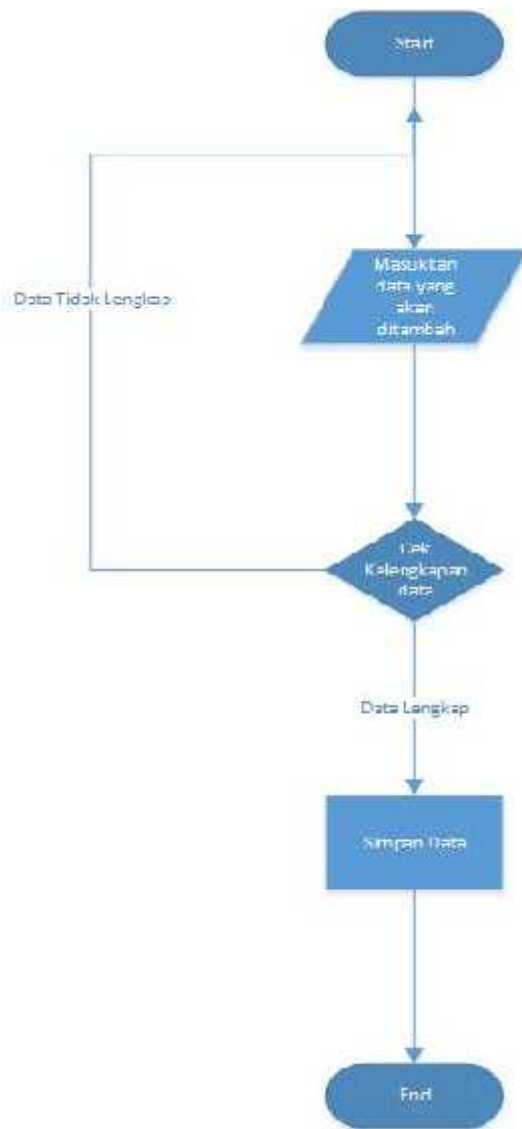 Start
Masukkan
data yang
akan
ditambah
Data Tidak Lengkap
Cek
Kelengkapan
data
Data Lengkap
Simpan Data
End